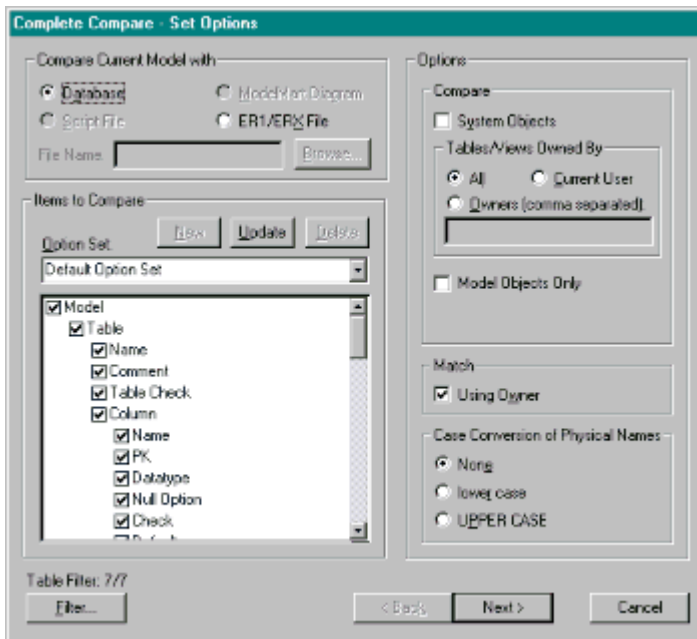 Complete Compare - Set Options
Compare Current Model with
Database
ModelMart Diagram
Script File
ER1/ERX File
File Name:
Browse...
Items to Compare
New
Update
Delete
Option Set:
Default Option Set
Model
Table
Name
Comment
Table Check
Column
Name
PK
Datatype
Null Option
Check
Table Filter: 7/7
Filter...
Options
Compare
System Objects
Tables/Views Owned By
All
Current User
Owners (comma separated):
Model Objects Only
Match
Using Owner
Case Conversion of Physical Names
None
lower case
UPPER CASE
< Back
Next >
Cancel